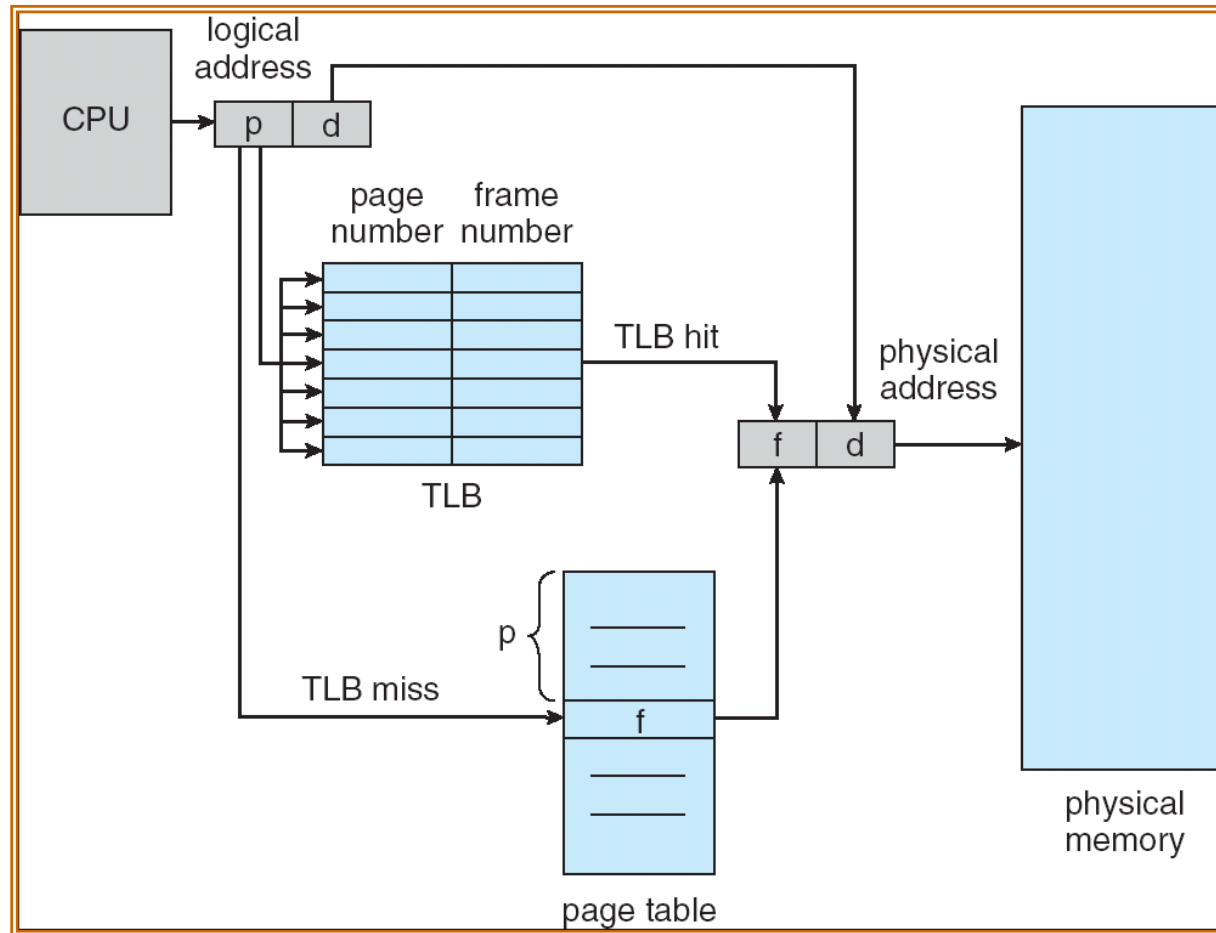 logical
address
CPU
p d
page frame
number number
TLB hit
physical
address
f d
TLB
p
TLB miss
f
physical
memory
page table